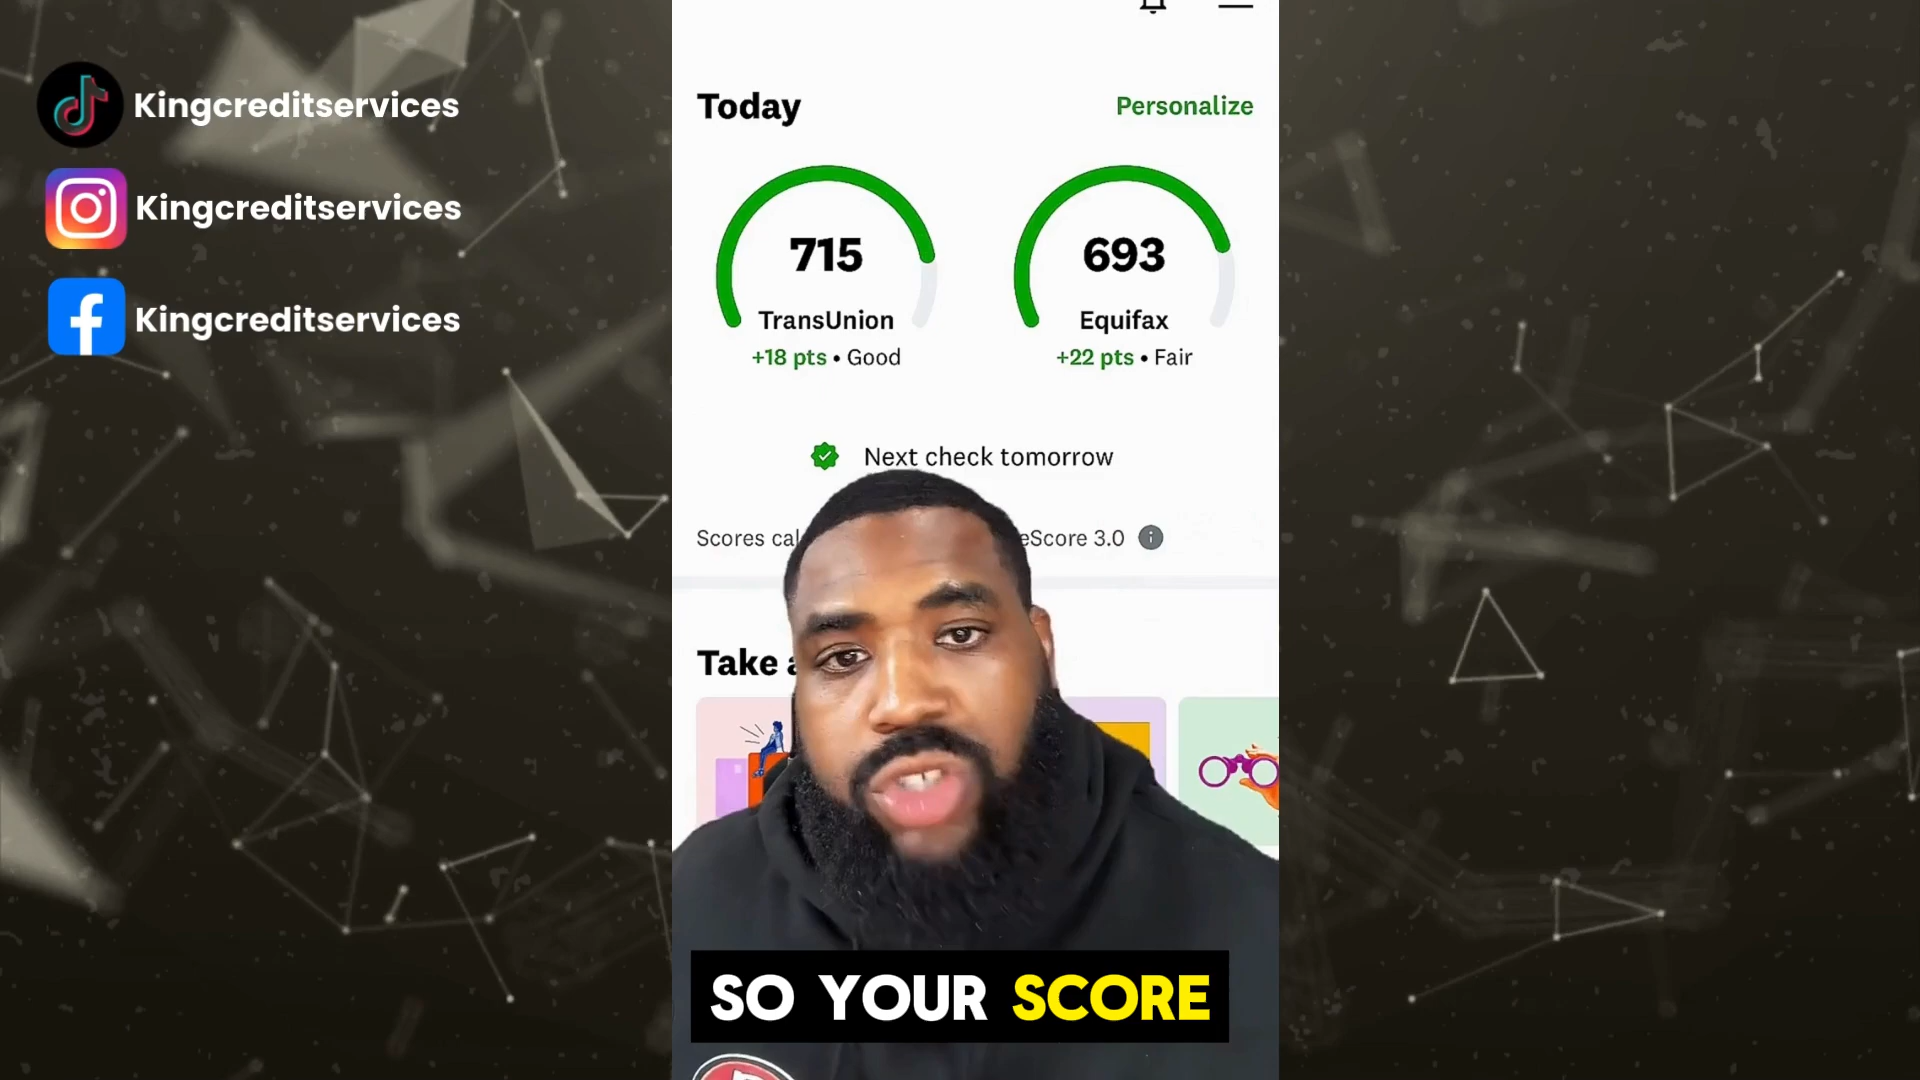 Kingcreditservices
Kingcreditservices
Kingcreditservices
Today
Personalize
715
693
TransUnion
Equifax
+18 pts • Good
+22 pts • Fair
Next check tomorrow
Scores cal
eScore 3.0
Take
SO YOUR SCORE